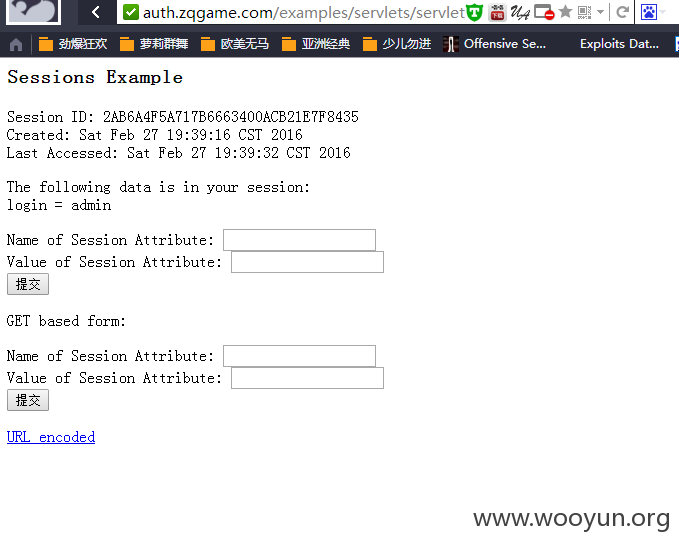 auth.zqgame.com/examples/servlets/servlet
劲爆狂欢 萝莉群舞 欧美无马 亚洲经典 少儿勿进 Offensive Se... Exploits Dat...
Sessions Example
Session ID: 2AB6A4F5A717B6663400ACB21E7F8435
Created: Sat Feb 27 19:39:16 CST 2016
Last Accessed: Sat Feb 27 19:39:32 CST 2016
The following data is in your session:
login = admin
Name of Session Attribute:
Value of Session Attribute:
提交
GET based form:
Name of Session Attribute:
Value of Session Attribute:
提交
URL encoded
www.wooyun.org